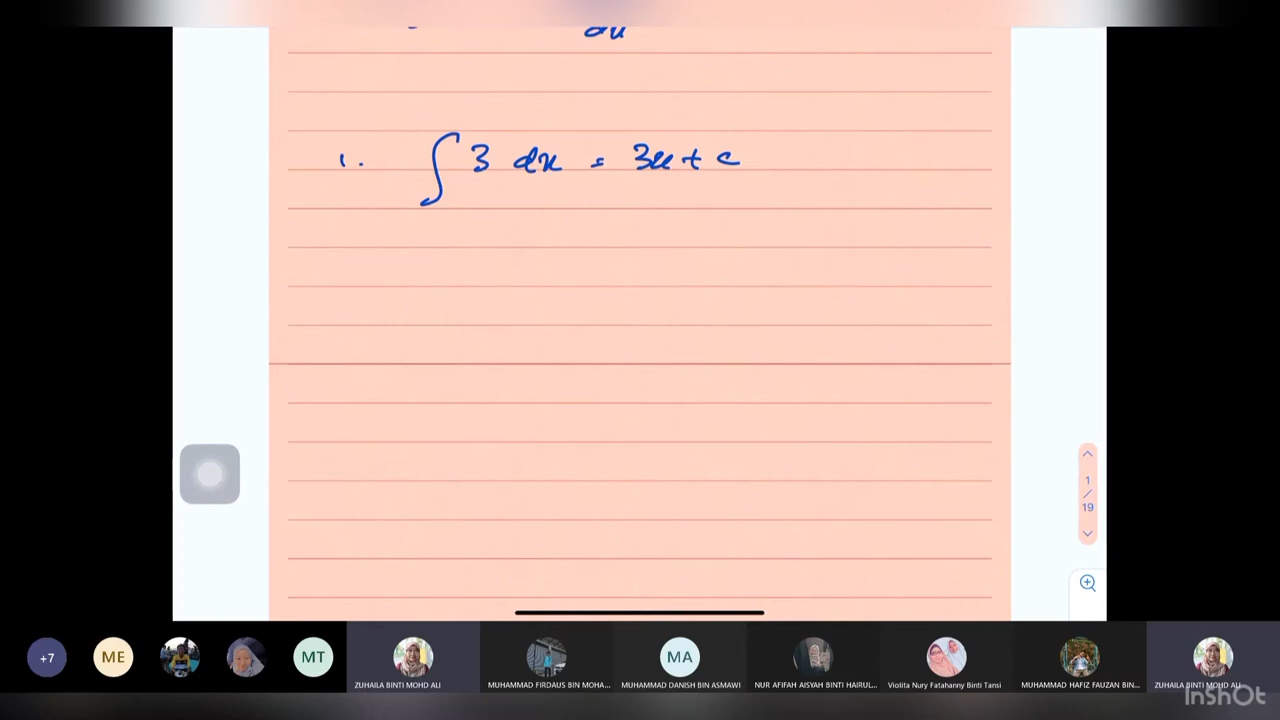 dx
1. ∫ 3 dx = 3x + c
1
/
19
+7
ME
MT
MA
ZUHAILA BINTI MOHD ALI
MUHAMMAD FIRDAUS BIN MOHA...
MUHAMMAD DANISH BIN ASMAWI
NUR AFIFAH AISYAH BINTI HAIRUL...
Violita Nury Fatahanny Binti Tansi
MUHAMMAD HAFIZ FAUZAN BIN...
ZUHAILA BINTI MOHD ALI
InShOt